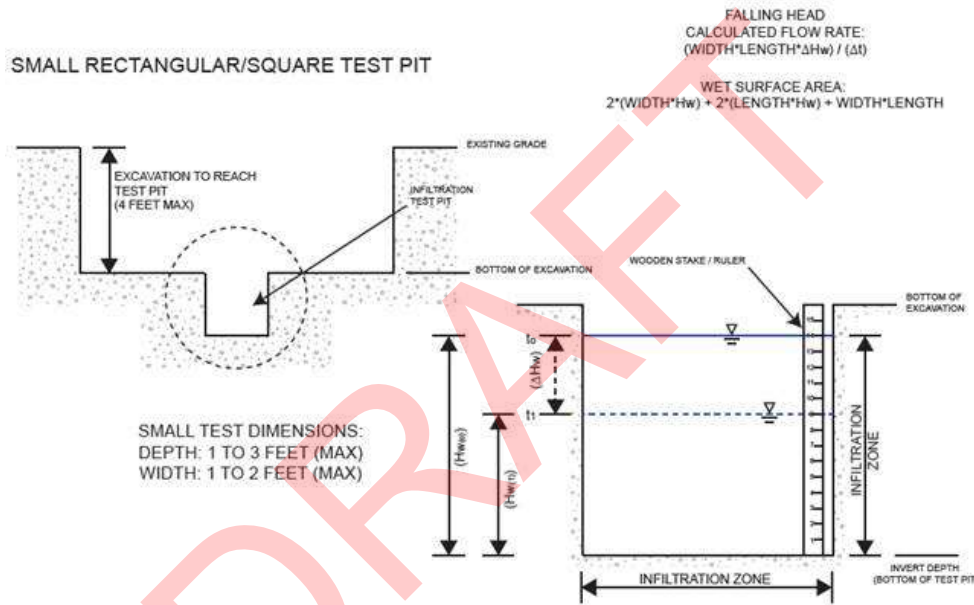 SMALL RECTANGULAR/SQUARE TEST PIT
FALLING HEAD
CALCULATED FLOW RATE:
(WIDTH*LENGTH*ΔHw) / (Δt)
WET SURFACE AREA:
2*(WIDTH*Hw) + 2*(LENGTH*Hw) + WIDTH*LENGTH
EXISTING GRADE
EXCAVATION TO REACH
TEST PIT
(4 FEET MAX)
INFILTRATION
TEST PIT
BOTTOM OF EXCAVATION
WOODEN STAKE / RULER
BOTTOM OF
EXCAVATION
t₀
(ΔHw)
t₁
(Hw(t0))
(Hw(t1))
INFILTRATION
ZONE
SMALL TEST DIMENSIONS:
DEPTH: 1 TO 3 FEET (MAX)
WIDTH: 1 TO 2 FEET (MAX)
INFILTRATION ZONE
INVERT DEPTH
(BOTTOM OF TEST PIT
DRAFT